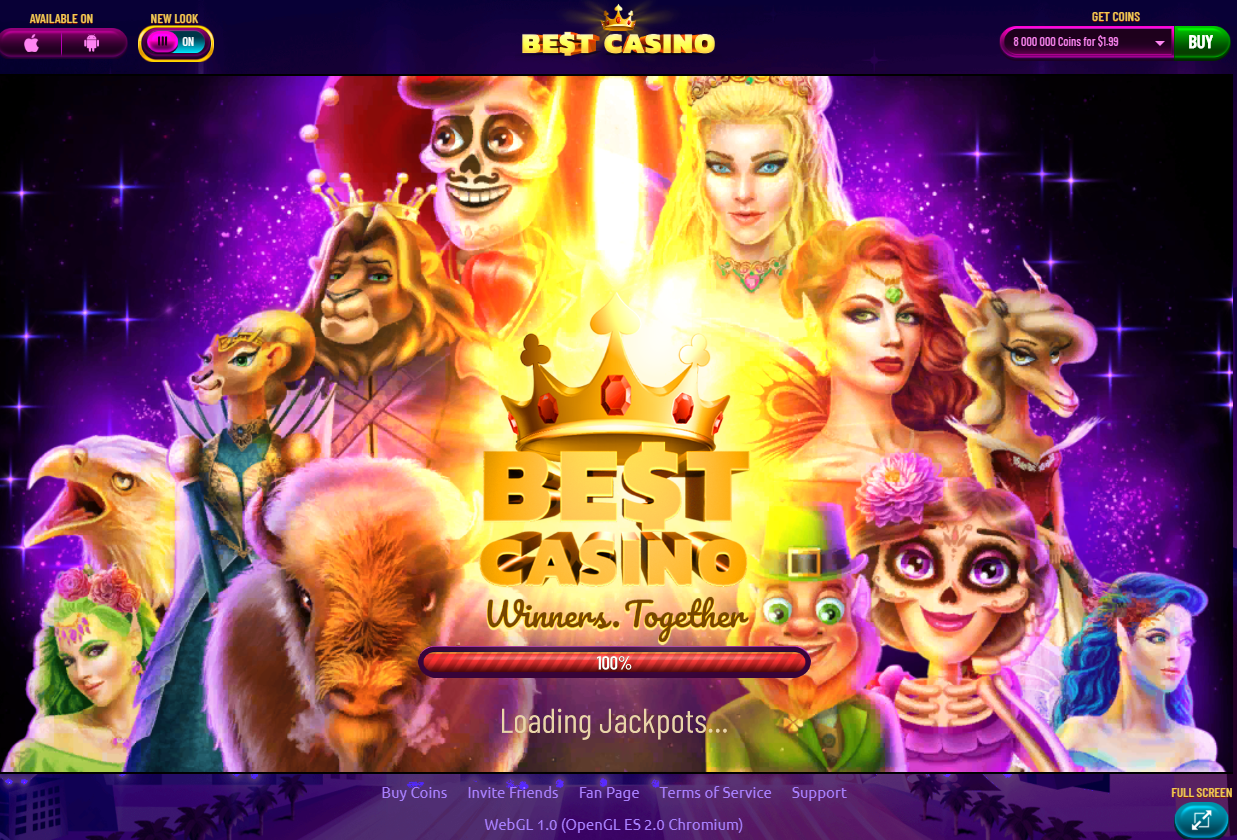 AVAILABLE ON
NEW LOOK
ON
BE$T CASINO
GET COINS
8 000 000 Coins for $1.99
BUY
BE$T
CASINO
Winners. Together
100%
Loading Jackpots...
Buy Coins Invite Friends Fan Page Terms of Service Support
FULL SCREEN
WebGL 1.0 (OpenGL ES 2.0 Chromium)